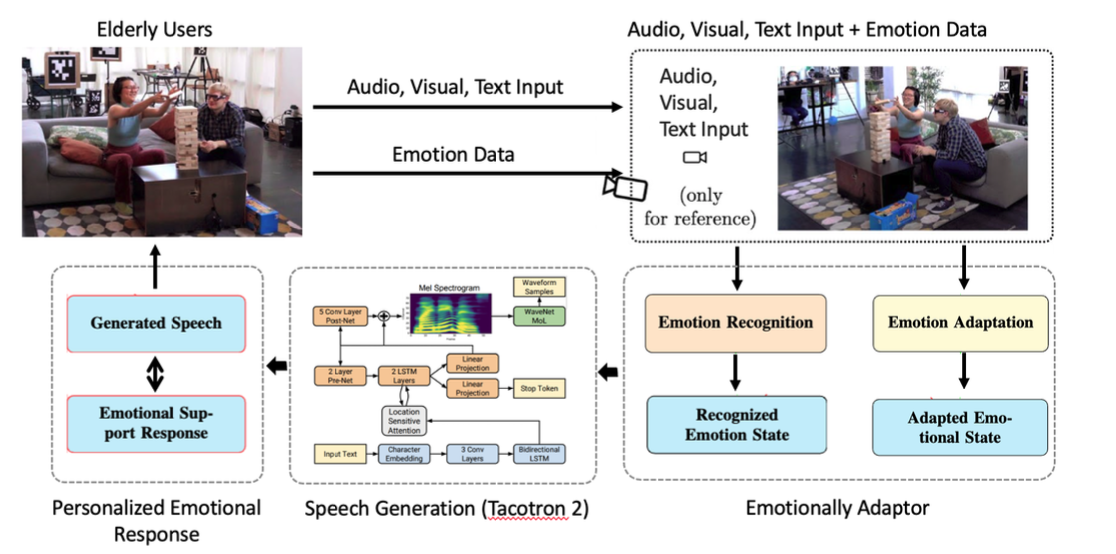 Elderly Users
Audio, Visual, Text Input + Emotion Data
Audio, Visual, Text Input
Emotion Data
Audio,
Visual,
Text Input
(only
for reference)
Generated Speech
Emotional Sup-
port Response
Personalized Emotional
Response
Mel Spectrogram
Waveform
Samples
5 Conv Layer
Post-Net
WaveNet
MoL
2 Layer
Pre-Net
2 LSTM
Layers
Linear
Projection
Linear
Projection
Stop Token
Location
Sensitive
Attention
Input Text
Character
Embedding
3 Conv
Layers
Bidirectional
LSTM
Speech Generation (Tacotron 2)
Emotion Recognition
Emotion Adaptation
Recognized
Emotion State
Adapted Emo-
tional State
Emotionally Adaptor